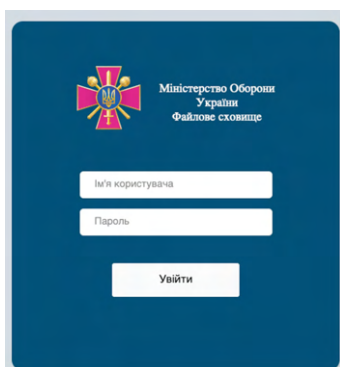 Міністерство Оборони
України
Файлове сховище
Ім'я користувача
Пароль
Увійти